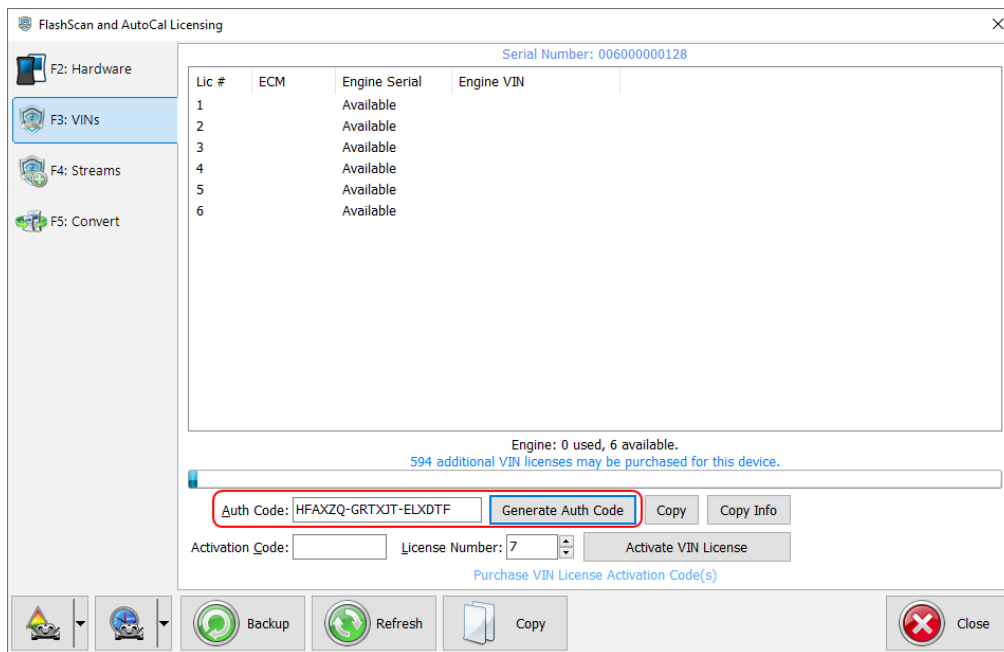 FlashScan and AutoCal Licensing
F2: Hardware
F3: VINs
F4: Streams
F5: Convert
Serial Number: 006000000128
Lic # ECM Engine Serial Engine VIN
1 Available
2 Available
3 Available
4 Available
5 Available
6 Available
Engine: 0 used, 6 available.
594 additional VIN licenses may be purchased for this device.
Auth Code: HFAXZQ-GRTXJT-ELXDTF Generate Auth Code Copy Copy Info
Activation Code: License Number: 7 Activate VIN License
Purchase VIN License Activation Code(s)
Backup Refresh Copy Close